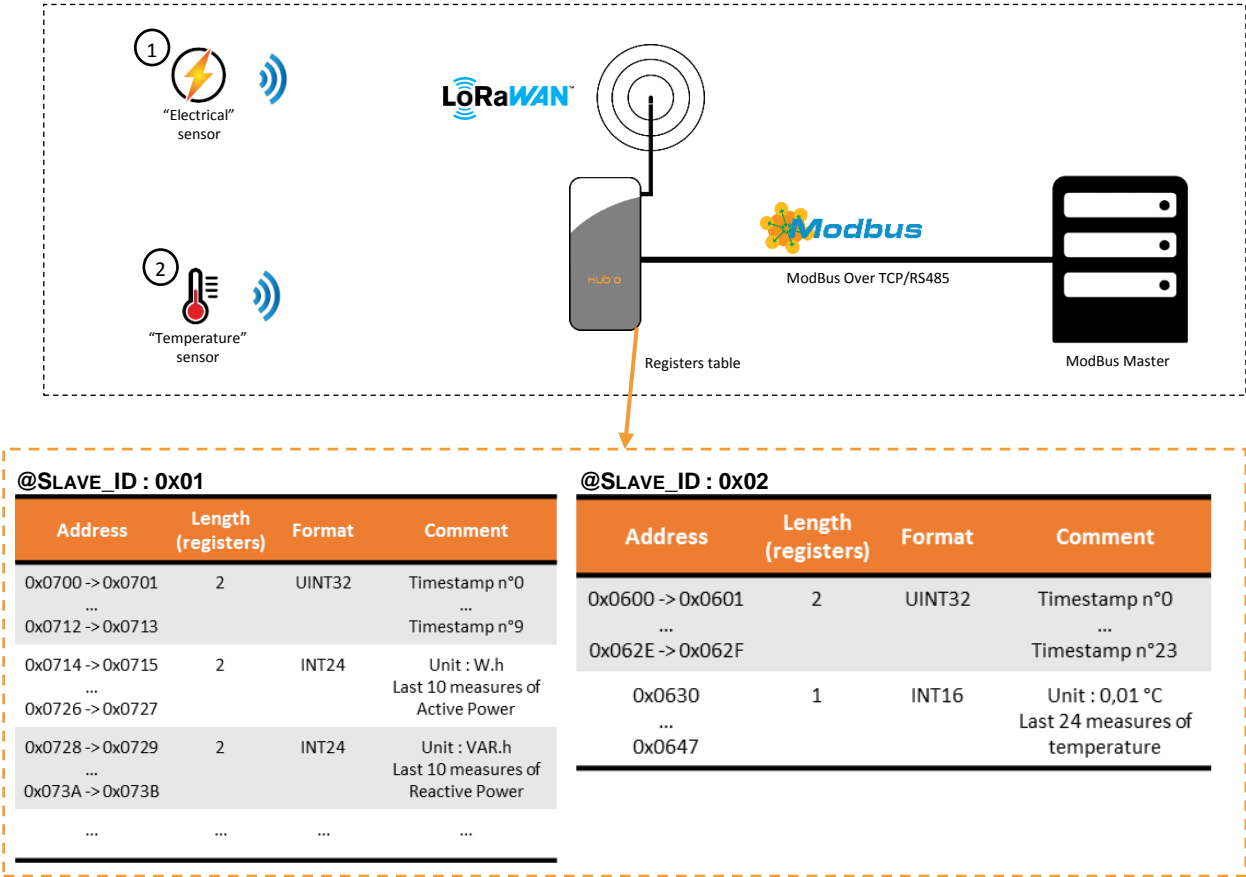 1
"Electrical"
sensor
LoRaWAN™
2
"Temperature"
sensor
Hub'O
Modbus
ModBus Over TCP/RS485
Registers table
ModBus Master
@SLAVE_ID : 0X01
Address Length (registers) Format Comment
0x0700 -> 0x0701 2 UINT32 Timestamp n°0
... ...
0x0712 -> 0x0713 Timestamp n°9
0x0714 -> 0x0715 2 INT24 Unit : W.h
... Last 10 measures of
0x0726 -> 0x0727 Active Power
0x0728 -> 0x0729 2 INT24 Unit : VAR.h
... Last 10 measures of
0x073A -> 0x073B Reactive Power
... ... ... ...
@SLAVE_ID : 0X02
Address Length (registers) Format Comment
0x0600 -> 0x0601 2 UINT32 Timestamp n°0
... ...
0x062E -> 0x062F Timestamp n°23
0x0630 1 INT16 Unit : 0,01 °C
... Last 24 measures of
0x0647 temperature